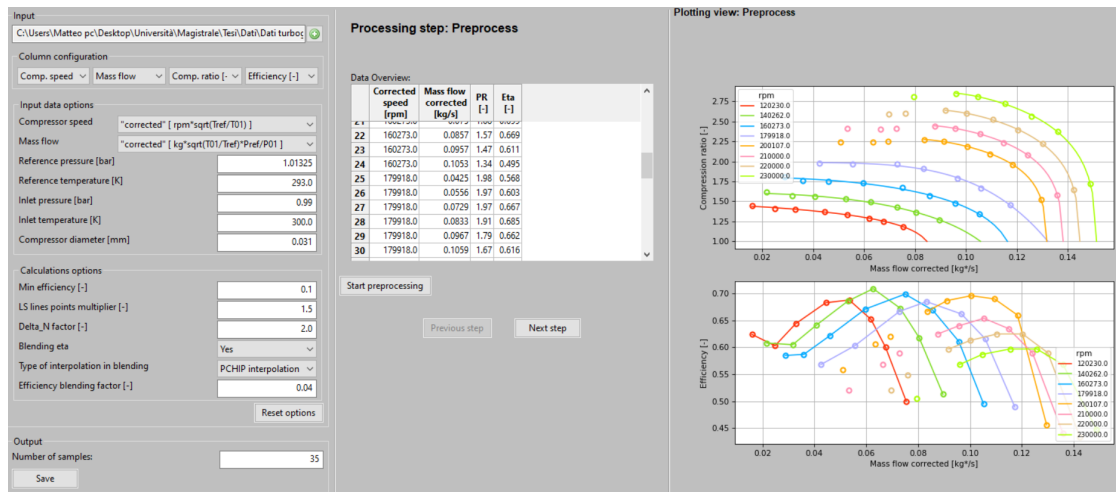 Input
C:\Users\Matteo pc\Desktop\Università\Magistrale\Tesi\Dati\Dati turbog
Column configuration
Comp. speed Mass flow Comp. ratio [- Efficiency [-]
Input data options
Compressor speed "corrected" [ rpm*sqrt(Tref/T01) ]
Mass flow "corrected" [ kg*sqrt(T01/Tref)*Pref/P01 ]
Reference pressure [bar] 1.01325
Reference temperature [K] 293.0
Inlet pressure [bar] 0.99
Inlet temperature [K] 300.0
Compressor diameter [mm] 0.031
Calculations options
Min efficiency [-] 0.1
LS lines points multiplier [-] 1.5
Delta_N factor [-] 2.0
Blending eta Yes
Type of interpolation in blending PCHIP interpolation
Efficiency blending factor [-] 0.04
Reset options
Output
Number of samples: 35
Save
Processing step: Preprocess
Data Overview:
Corrected speed [rpm] Mass flow corrected [kg/s] PR [-] Eta [-]
22 160273.0 0.0857 1.57 0.669
23 160273.0 0.0957 1.47 0.611
24 160273.0 0.1053 1.34 0.495
25 179918.0 0.0425 1.98 0.568
26 179918.0 0.0556 1.97 0.603
27 179918.0 0.0729 1.97 0.667
28 179918.0 0.0833 1.91 0.685
29 179918.0 0.0967 1.79 0.662
30 179918.0 0.1059 1.67 0.616
Start preprocessing
Previous step Next step
Plotting view: Preprocess
rpm
120230.0
140262.0
160273.0
179918.0
200107.0
210000.0
220000.0
230000.0
Compression ratio [-]
2.75
2.50
2.25
2.00
1.75
1.50
1.25
1.00
0.02 0.04 0.06 0.08 0.10 0.12 0.14
Mass flow corrected [kg*/s]
Efficiency [-]
0.70
0.65
0.60
0.55
0.50
0.45
rpm
120230.0
140262.0
160273.0
179918.0
200107.0
210000.0
220000.0
230000.0
0.02 0.04 0.06 0.08 0.10 0.12 0.14
Mass flow corrected [kg*/s]